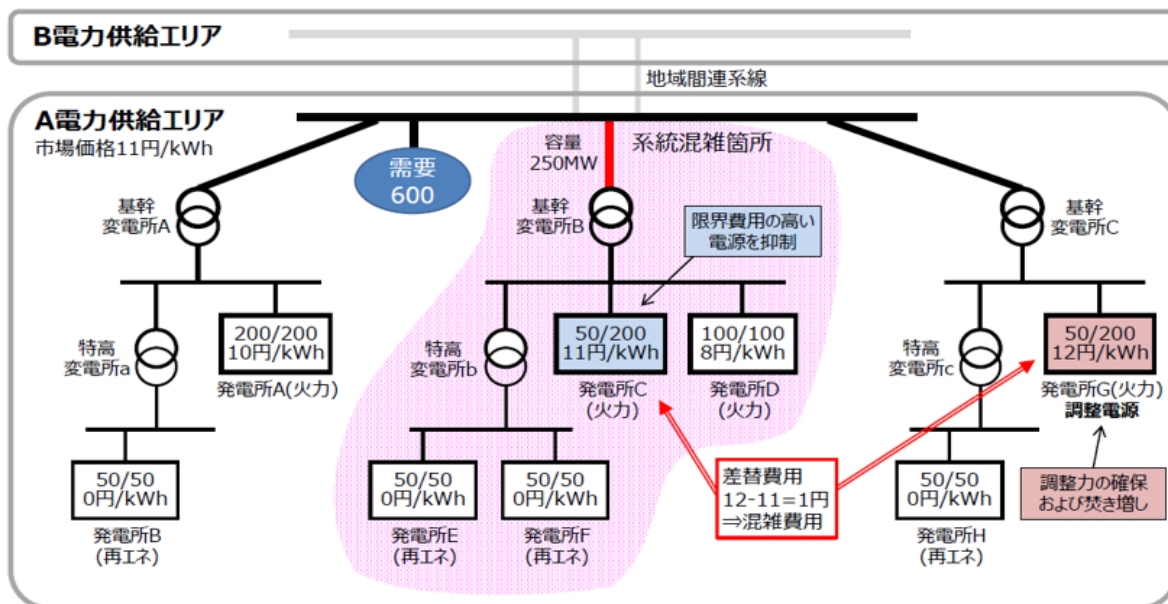 B電力供給エリア
地域間連系線
A電力供給エリア
市場価格11円/kWh
需要
600
容量
250MW
系統混雑箇所
基幹
変電所A
基幹
変電所B
基幹
変電所C
限界費用の高い
電源を抑制
特高
変電所a
200/200
10円/kWh
発電所A(火力)
特高
変電所b
50/200
11円/kWh
発電所C
(火力)
100/100
8円/kWh
発電所D
(火力)
特高
変電所c
50/200
12円/kWh
発電所G(火力)
調整電源
50/50
0円/kWh
発電所B
(再エネ)
50/50
0円/kWh
発電所E
(再エネ)
50/50
0円/kWh
発電所F
(再エネ)
差替費用
12-11=1円
⇒混雑費用
50/50
0円/kWh
発電所H
(再エネ)
調整力の確保
および焚き増し